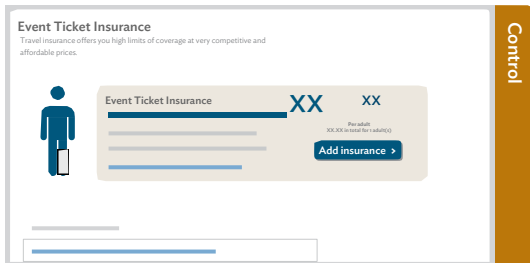 Event Ticket Insurance
Travel insurance offers you high limits of coverage at very competitive and
affordable prices.
Control
Event Ticket Insurance
XX
XX
Per adult
XX.XX in total for 1 adult(s)
Add insurance >